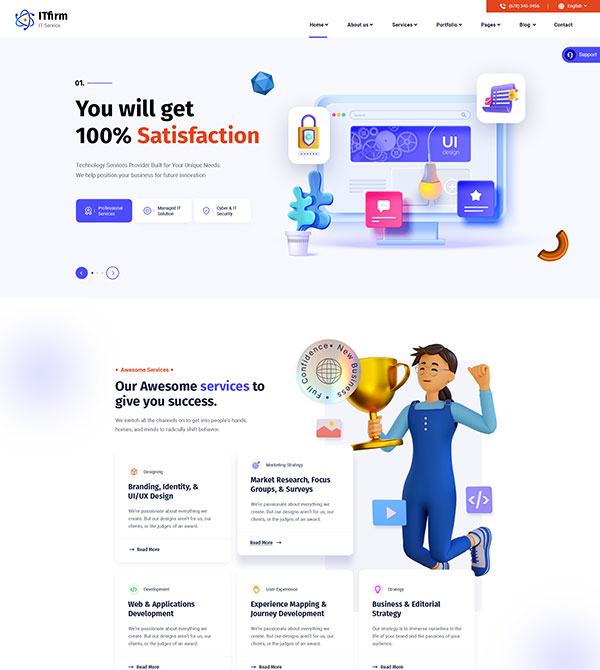 (678) 345-3456
English
ITfirm
IT Service
Home
About us
Services
Portfolio
Pages
Blog
Contact
Support
01.
You will get
100% Satisfaction
Technology Services Provider Built for Your Unique Needs.
We help position your business for future innovation
Professional
Services
Managed IT
Solution
Cyber & IT
Security
Search
UI
design
Full Confidence • New Business •
Awesome Services
Our Awesome services to
give you success.
We switch all the channels on to get into people's hands,
homes, and minds to radically shift behavior.
Designing
Branding, Identity, &
UI/UX Design
We're passionate about everything we
create. But our designs aren't for us, our
clients, or the judges of an award.
Read More
Marketing Strategy
Market Research, Focus
Groups, & Surveys
We're passionate about everything we
create. But our designs aren't for us, our
clients, or the judges of an award.
Read More
</>
Development
Web & Applications
Development
We're passionate about everything we
create. But our designs aren't for us, our
clients, or the judges of an award.
Read More
User Experience
Experience Mapping &
Journey Development
We're passionate about everything we
create. But our designs aren't for us, our
clients, or the judges of an award.
Read More
Strategy
Business & Editorial
Strategy
Our strategy is to immerse ourselves in the
life of your brand and the passions of your
audience.
Read More